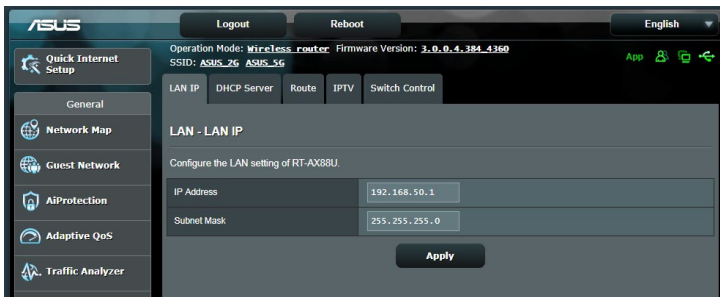 ASUS
Logout
Reboot
English
Quick Internet
Setup
Operation Mode: Wireless router Firmware Version: 3.0.0.4.384_4360
SSID: ASUS_2G ASUS_5G
App
General
LAN IP
DHCP Server
Route
IPTV
Switch Control
Network Map
LAN - LAN IP
Guest Network
Configure the LAN setting of RT-AX88U.
AiProtection
IP Address
192.168.50.1
Subnet Mask
255.255.255.0
Adaptive QoS
Apply
Traffic Analyzer